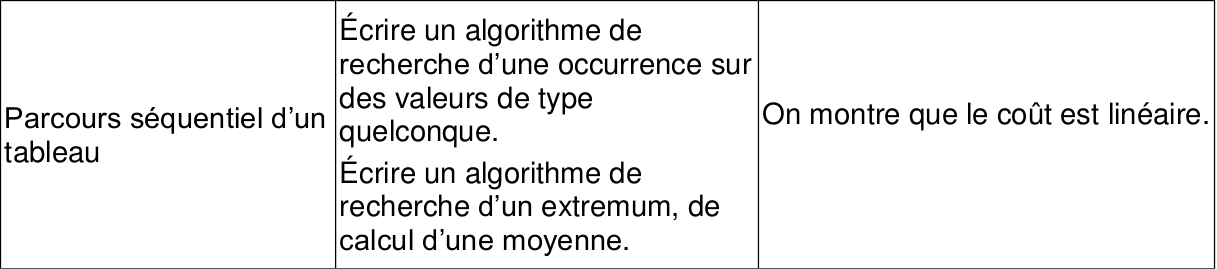 Parcours séquentiel d’un
tableau
Écrire un algorithme de
recherche d’une occurrence sur
des valeurs de type
quelconque.
Écrire un algorithme de
recherche d’un extremum, de
calcul d’une moyenne.
On montre que le coût est linéaire.